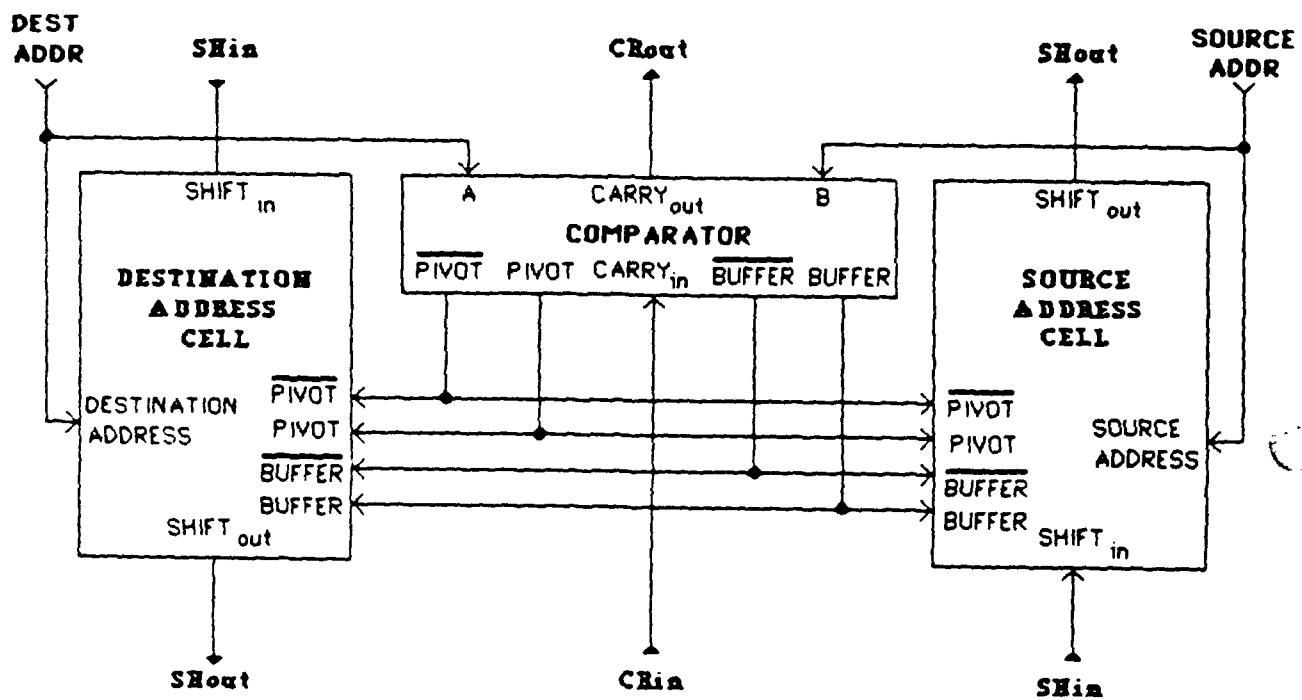 DEST
ADDR
SHin
CRout
SHout
SOURCE
ADDR
SHIFT in
A
CARRY out
B
SHIFT out
COMPARATOR
PIVOT PIVOT CARRY in BUFFER BUFFER
DESTINATION
ADDRESS
CELL
SOURCE
ADDRESS
CELL
DESTINATION
ADDRESS
PIVOT
PIVOT
BUFFER
BUFFER
SHIFT out
PIVOT
PIVOT
BUFFER
BUFFER
SOURCE
ADDRESS
SHIFT in
SHout
CRin
SHin